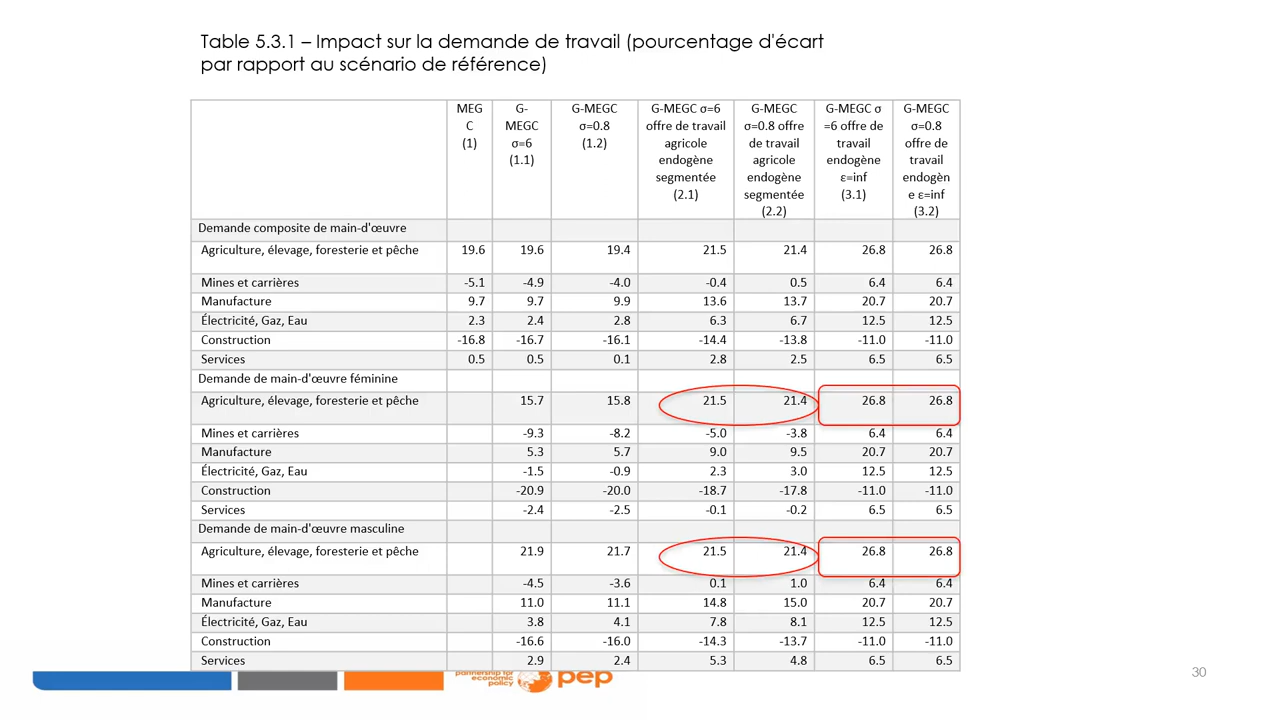 Table 5.3.1 – Impact sur la demande de travail (pourcentage d'écart
par rapport au scénario de référence)
MEG C (1) G-MEGC σ=6 (1.1) G-MEGC σ=0.8 (1.2) G-MEGC σ=6 offre de travail agricole endogène segmentée (2.1) G-MEGC σ=0.8 offre de travail agricole endogène segmentée (2.2) G-MEGC σ =6 offre de travail endogène ε=inf (3.1) G-MEGC σ=0.8 offre de travail endogèn e ε=inf (3.2)
Demande composite de main-d'œuvre
Agriculture, élevage, foresterie et pêche 19.6 19.6 19.4 21.5 21.4 26.8 26.8
Mines et carrières -5.1 -4.9 -4.0 -0.4 0.5 6.4 6.4
Manufacture 9.7 9.7 9.9 13.6 13.7 20.7 20.7
Électricité, Gaz, Eau 2.3 2.4 2.8 6.3 6.7 12.5 12.5
Construction -16.8 -16.7 -16.1 -14.4 -13.8 -11.0 -11.0
Services 0.5 0.5 0.1 2.8 2.5 6.5 6.5
Demande de main-d'œuvre féminine
Agriculture, élevage, foresterie et pêche 15.7 15.8 21.5 21.4 26.8 26.8
Mines et carrières -9.3 -8.2 -5.0 -3.8 6.4 6.4
Manufacture 5.3 5.7 9.0 9.5 20.7 20.7
Électricité, Gaz, Eau -1.5 -0.9 2.3 3.0 12.5 12.5
Construction -20.9 -20.0 -18.7 -17.8 -11.0 -11.0
Services -2.4 -2.5 -0.1 -0.2 6.5 6.5
Demande de main-d'œuvre masculine
Agriculture, élevage, foresterie et pêche 21.9 21.7 21.5 21.4 26.8 26.8
Mines et carrières -4.5 -3.6 0.1 1.0 6.4 6.4
Manufacture 11.0 11.1 14.8 15.0 20.7 20.7
Électricité, Gaz, Eau 3.8 4.1 7.8 8.1 12.5 12.5
Construction -16.6 -16.0 -14.3 -13.7 -11.0 -11.0
Services 2.9 2.4 5.3 4.8 6.5 6.5
partnership for
economic
policy
pep
30